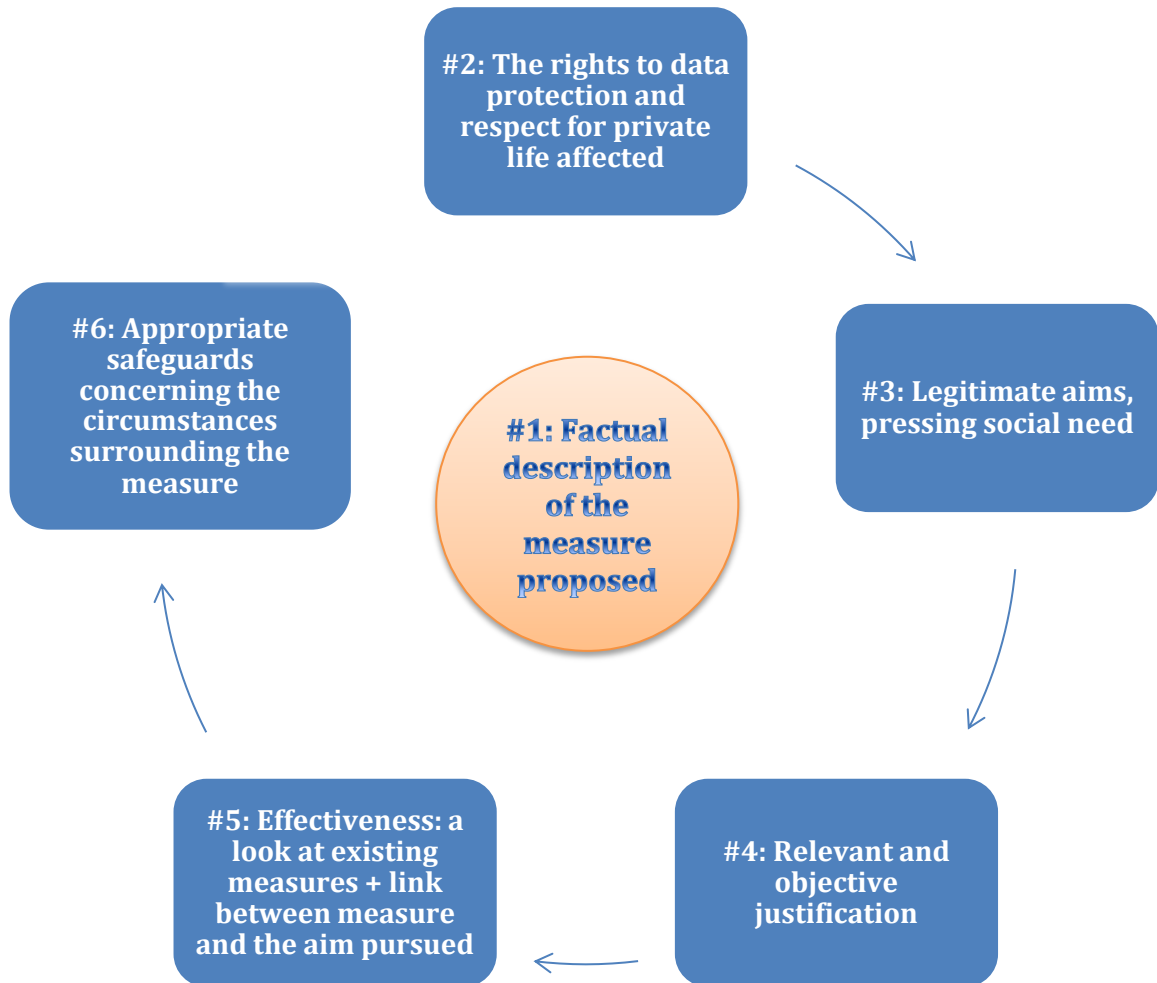 #2: The rights to data
protection and
respect for private
life affected
#6: Appropriate
safeguards
concerning the
circumstances
surrounding the
measure
#3: Legitimate aims,
pressing social need
#1: Factual
description
of the
measure
proposed
#5: Effectiveness: a
look at existing
measures + link
between measure
and the aim pursued
#4: Relevant and
objective
justification